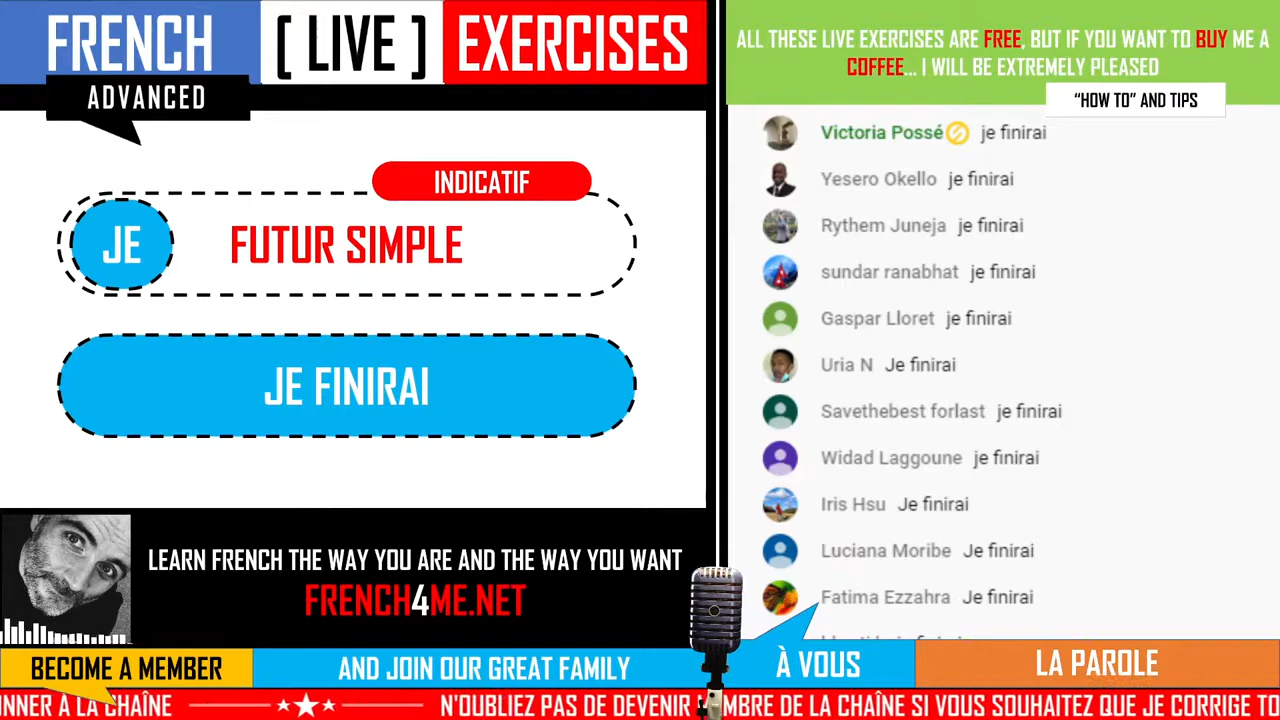 FRENCH [ LIVE ] EXERCISES
ADVANCED
INDICATIF
JE FUTUR SIMPLE
JE FINIRAI
LEARN FRENCH THE WAY YOU ARE AND THE WAY YOU WANT
FRENCH4ME.NET
BECOME A MEMBER AND JOIN OUR GREAT FAMILY
ALL THESE LIVE EXERCISES ARE FREE, BUT IF YOU WANT TO BUY ME A
COFFEE... I WILL BE EXTREMELY PLEASED
“HOW TO” AND TIPS
Victoria Possé je finirai
Yesero Okello je finirai
Rythem Juneja je finirai
sundar ranabhat je finirai
Gaspar Lloret je finirai
Uria N Je finirai
Savethebest forlast je finirai
Widad Laggoune je finirai
Iris Hsu Je finirai
Luciana Moribe Je finirai
Fatima Ezzahra Je finirai
À VOUS LA PAROLE
NNER À LA CHAÎNE N'OUBLIEZ PAS DE DEVENIR MBRE DE LA CHAÎNE SI VOUS SOUHAITEZ QUE JE CORRIGE TO